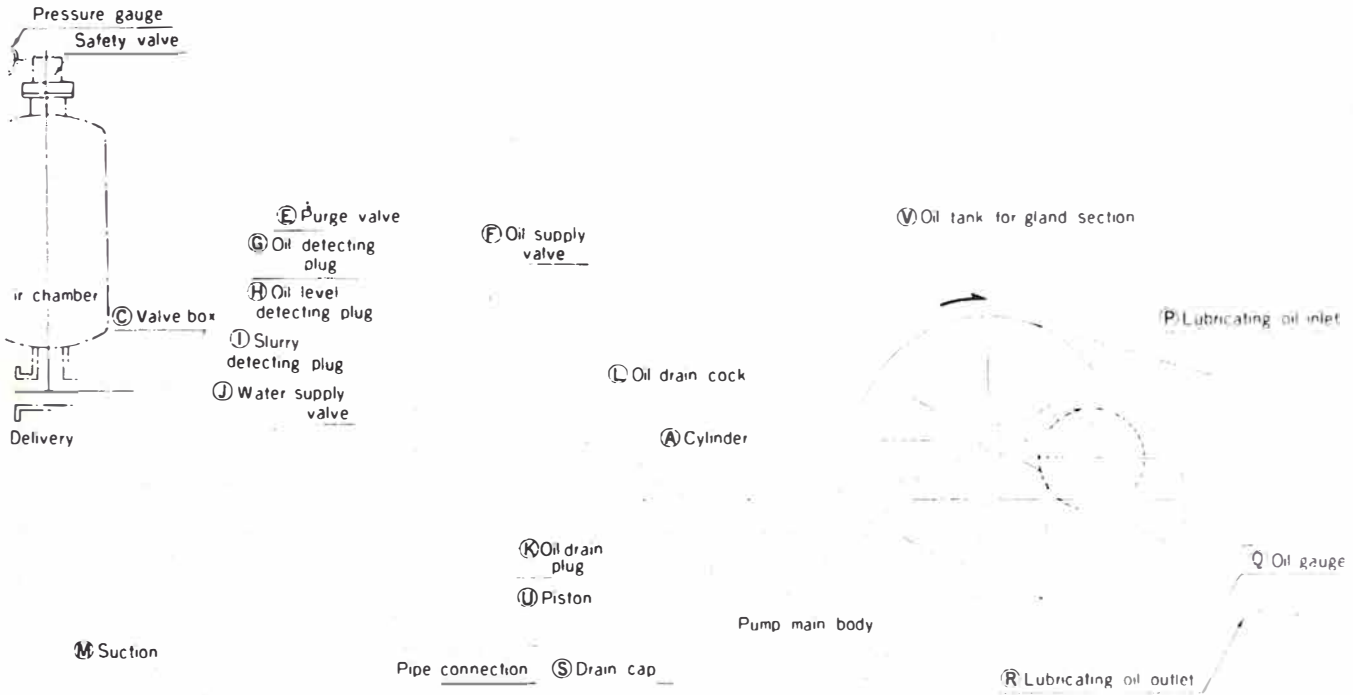 Pressure gauge
Safety valve
Ⓔ Purge valve
Ⓖ Oil detecting
plug
Ⓗ Oil level
detecting plug
Ⓕ Oil supply
valve
Ⓥ Oil tank for gland section
ir chamber
Ⓒ Valve box
Ⓘ Slurry
detecting plug
Ⓙ Water supply
valve
Ⓟ Lubricating oil inlet
Ⓛ Oil drain cock
Delivery
Ⓐ Cylinder
Ⓚ Oil drain
plug
Ⓤ Piston
Q Oil gauge
Pump main body
Ⓜ Suction
Pipe connection
Ⓢ Drain cap
Ⓡ Lubricating oil outlet